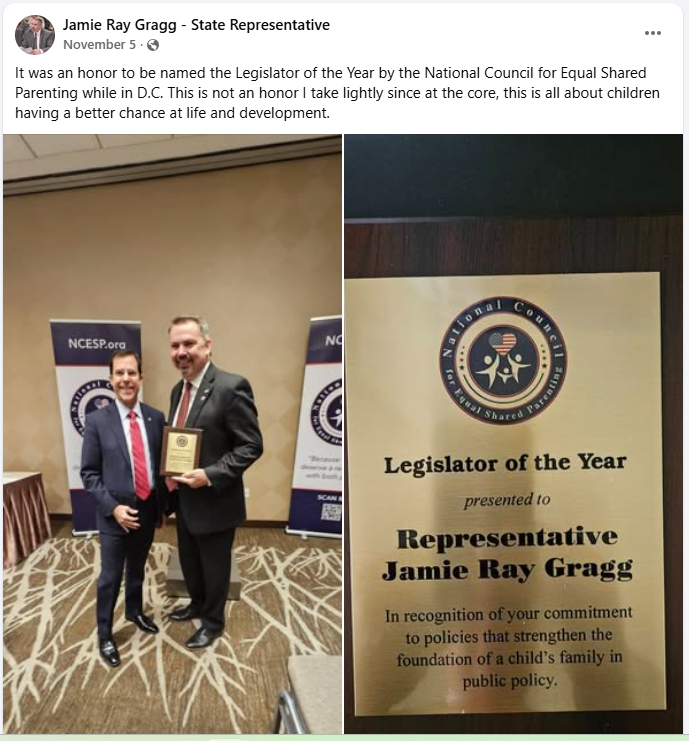 Jamie Ray Gragg - State Representative
November 5
It was an honor to be named the Legislator of the Year by the National Council for Equal Shared
Parenting while in D.C. This is not an honor I take lightly since at the core, this is all about children
having a better chance at life and development.
NCESP.org
National Co
NC
"Because
deserve a re
with both
SCAN
National Council
for Equal Shared Parenting
Legislator of the Year
presented to
Representative
Jamie Ray Gragg
In recognition of your commitment
to policies that strengthen the
foundation of a child's family in
public policy.